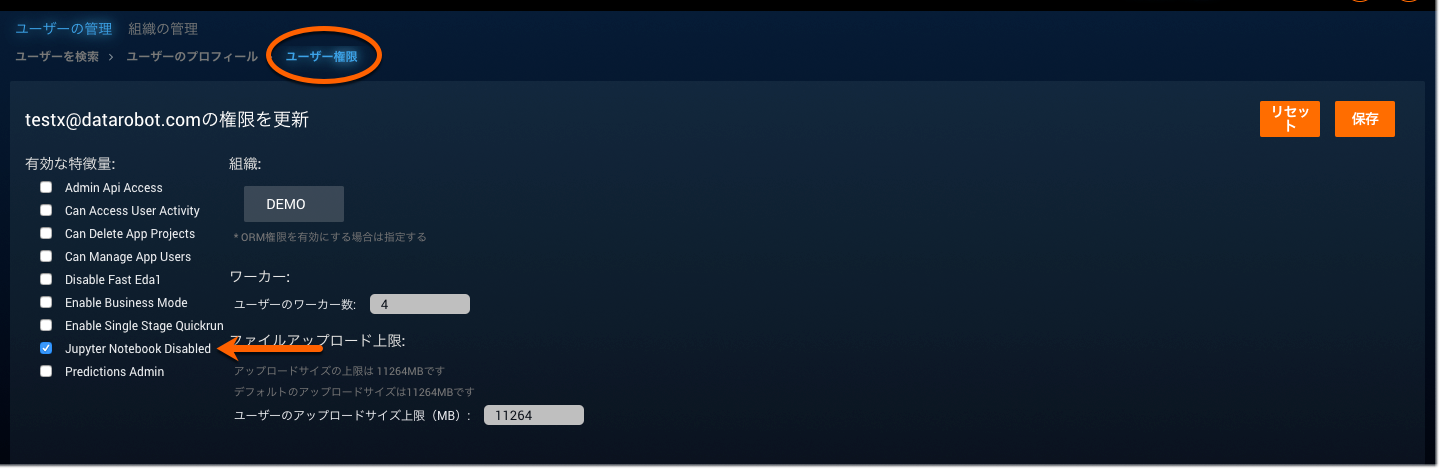 ユーザーの管理 組織の管理
ユーザーを検索 › ユーザーのプロフィール ユーザー権限
testx@datarobot.comの権限を更新
リセット
保存
有効な特徴量:
Admin Api Access
Can Access User Activity
Can Delete App Projects
Can Manage App Users
Disable Fast Eda1
Enable Business Mode
Enable Single Stage Quickrun
Jupyter Notebook Disabled
Predictions Admin
組織:
DEMO
* ORM権限を有効にする場合は指定する
ワーカー:
ユーザーのワーカー数: 4
ファイルアップロード上限:
アップロードサイズの上限は 11264MBです
デフォルトのアップロードサイズは11264MBです
ユーザーのアップロードサイズ上限（MB）: 11264